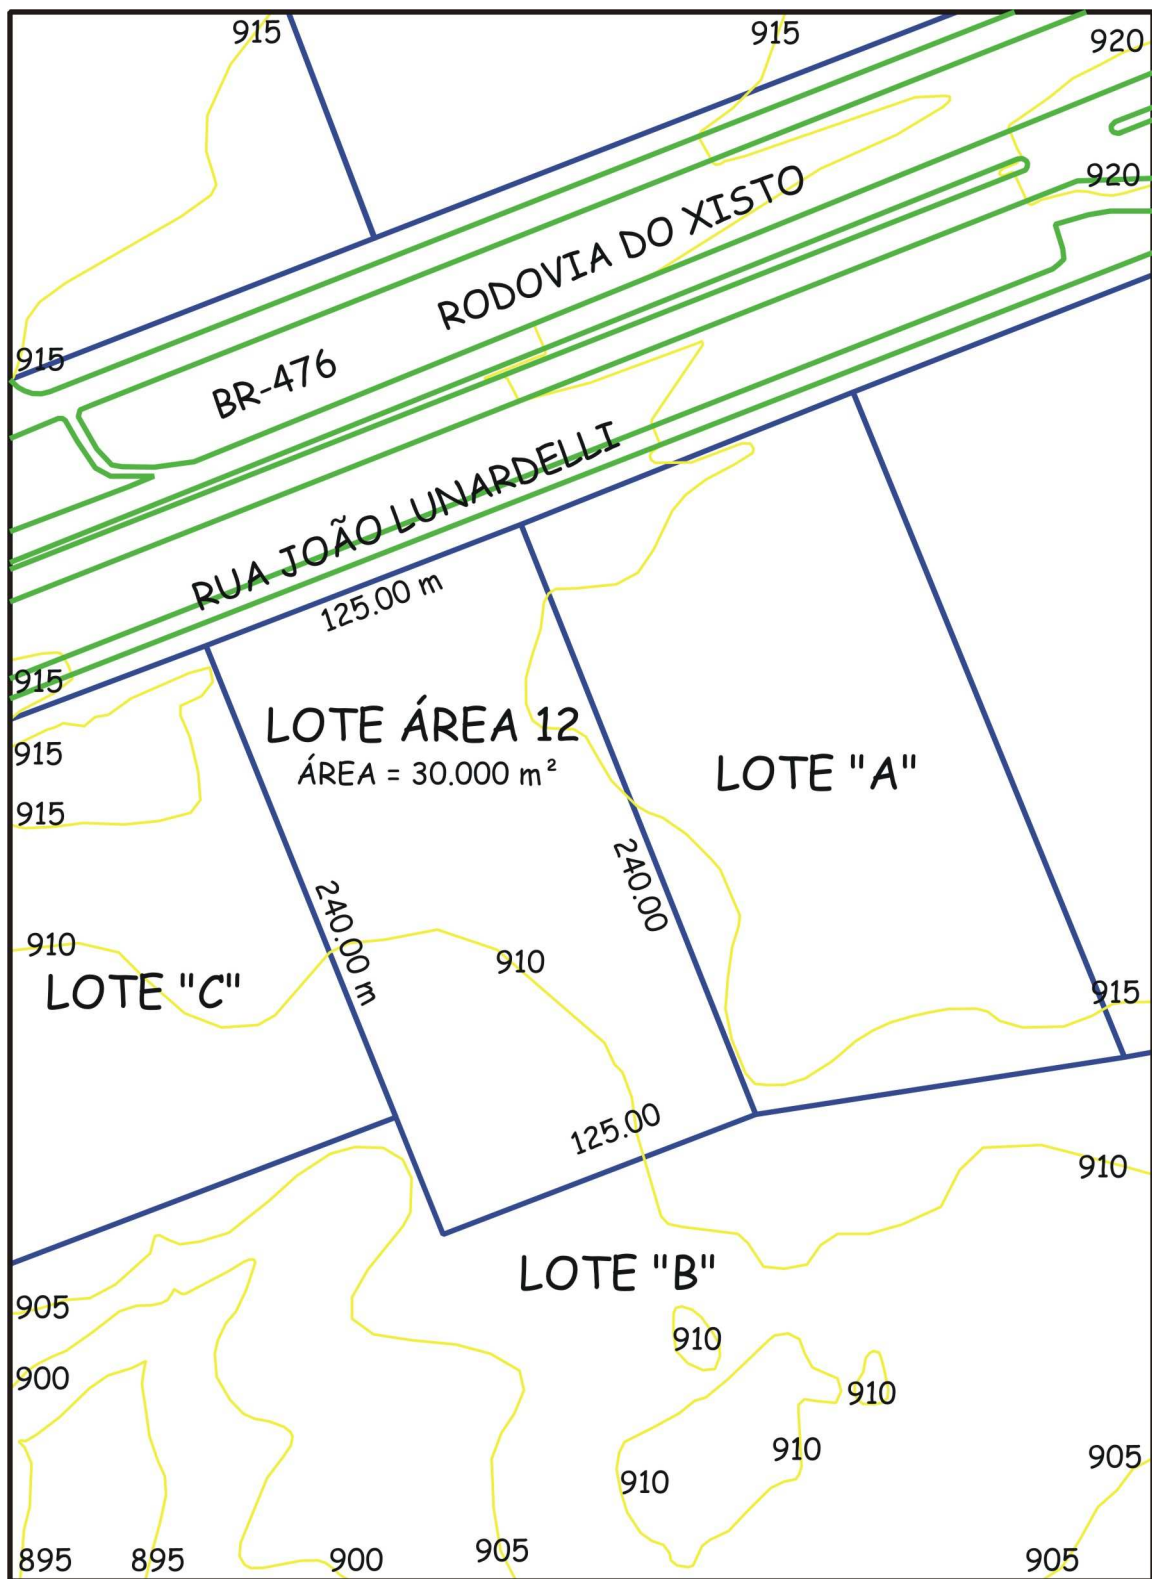 915
915
920
920
RODOVIA DO XISTO
BR-476
915
RUA JOÃO LUNARDELLI
125.00 m
915
LOTE ÁREA 12
ÁREA = 30.000 m²
915
LOTE "A"
915
240.00
240.00 m
910
910
LOTE "C"
915
125.00
910
LOTE "B"
905
910
900
910
910
905
910
895
895
900
905
905